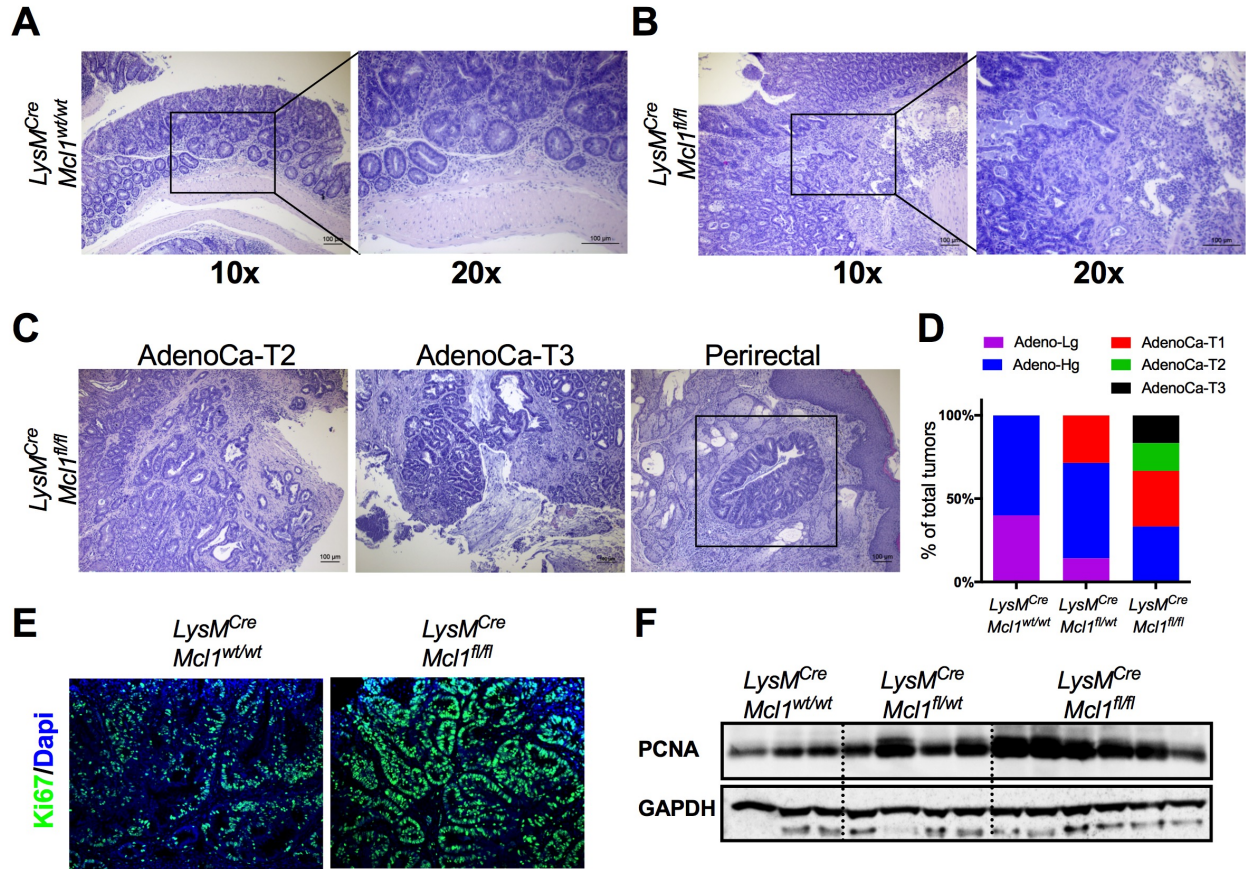 A
LysM^Cre
Mcl1^wt/wt
100 µm
100 µm
10x
20x
B
LysM^Cre
Mcl1^fl/fl
100 µm
100 µm
10x
20x
C
AdenoCa-T2
AdenoCa-T3
Perirectal
LysM^Cre
Mcl1^fl/fl
100 µm
100 µm
100 µm
D
Adeno-Lg
Adeno-Hg
AdenoCa-T1
AdenoCa-T2
AdenoCa-T3
% of total tumors
100%
50%
0%
LysM^Cre
Mcl1^wt/wt
LysM^Cre
Mcl1^fl/wt
LysM^Cre
Mcl1^fl/fl
E
LysM^Cre
Mcl1^wt/wt
LysM^Cre
Mcl1^fl/fl
Ki67/Dapi
F
LysM^Cre
Mcl1^wt/wt
LysM^Cre
Mcl1^fl/wt
LysM^Cre
Mcl1^fl/fl
PCNA
GAPDH